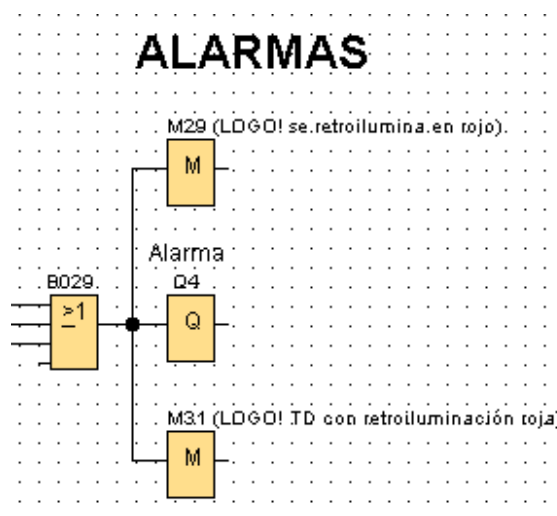 ALARMAS
M29 (LOGO! se retroilumina en rojo)
M
Alarma
B029
Q4
≥1
Q
M31 (LOGO! TD con retroiluminación roja)
M